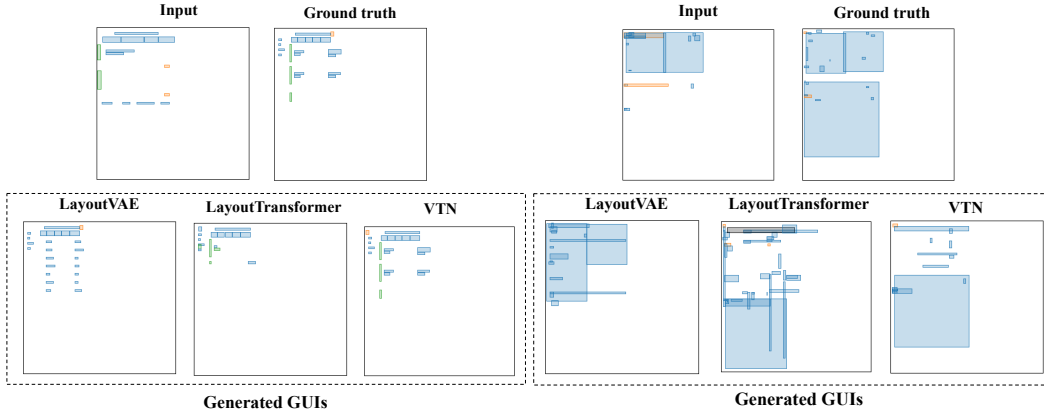 Input
Ground truth
LayoutVAE
LayoutTransformer
VTN
Generated GUIs
Input
Ground truth
LayoutVAE
LayoutTransformer
VTN
Generated GUIs